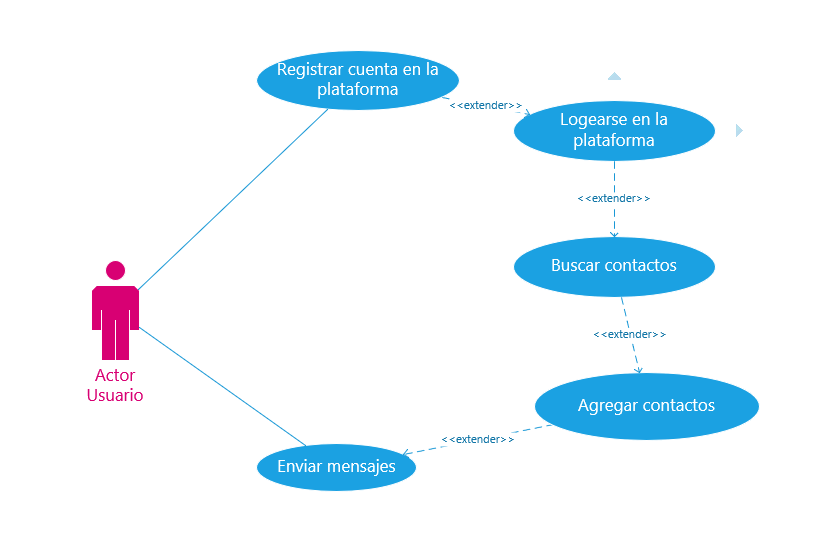 Registrar cuenta en la
plataforma
<<extender>>
Logearse en la
plataforma
<<extender>>
Buscar contactos
<<extender>>
Actor
Usuario
Agregar contactos
<<extender>>
Enviar mensajes